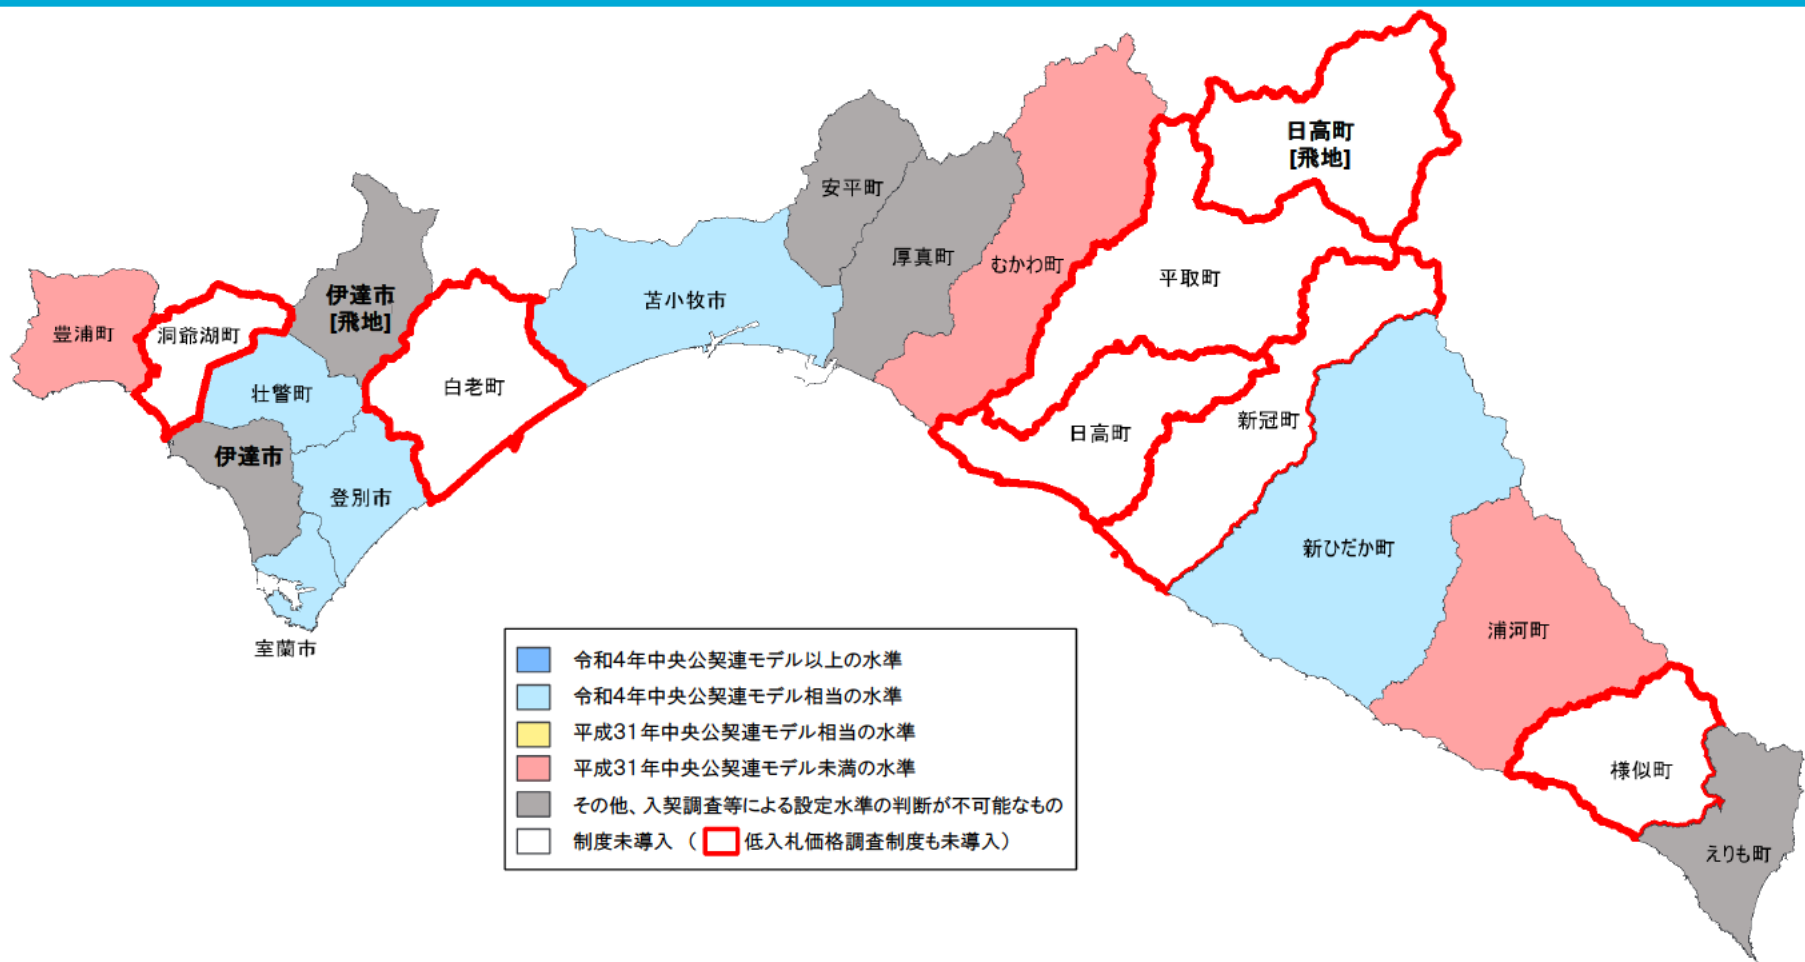 日高町
[飛地]
安平町
厚真町
むかわ町
平取町
伊達市
[飛地]
苫小牧市
豊浦町
洞爺湖町
壮瞥町
白老町
新冠町
日高町
伊達市
登別市
新ひだか町
浦河町
室蘭市
様似町
えりも町
令和4年中央公契連モデル以上の水準
令和4年中央公契連モデル相当の水準
平成31年中央公契連モデル相当の水準
平成31年中央公契連モデル未満の水準
その他、入契調査等による設定水準の判断が不可能なもの
制度未導入 ( 低入札価格調査制度も未導入)